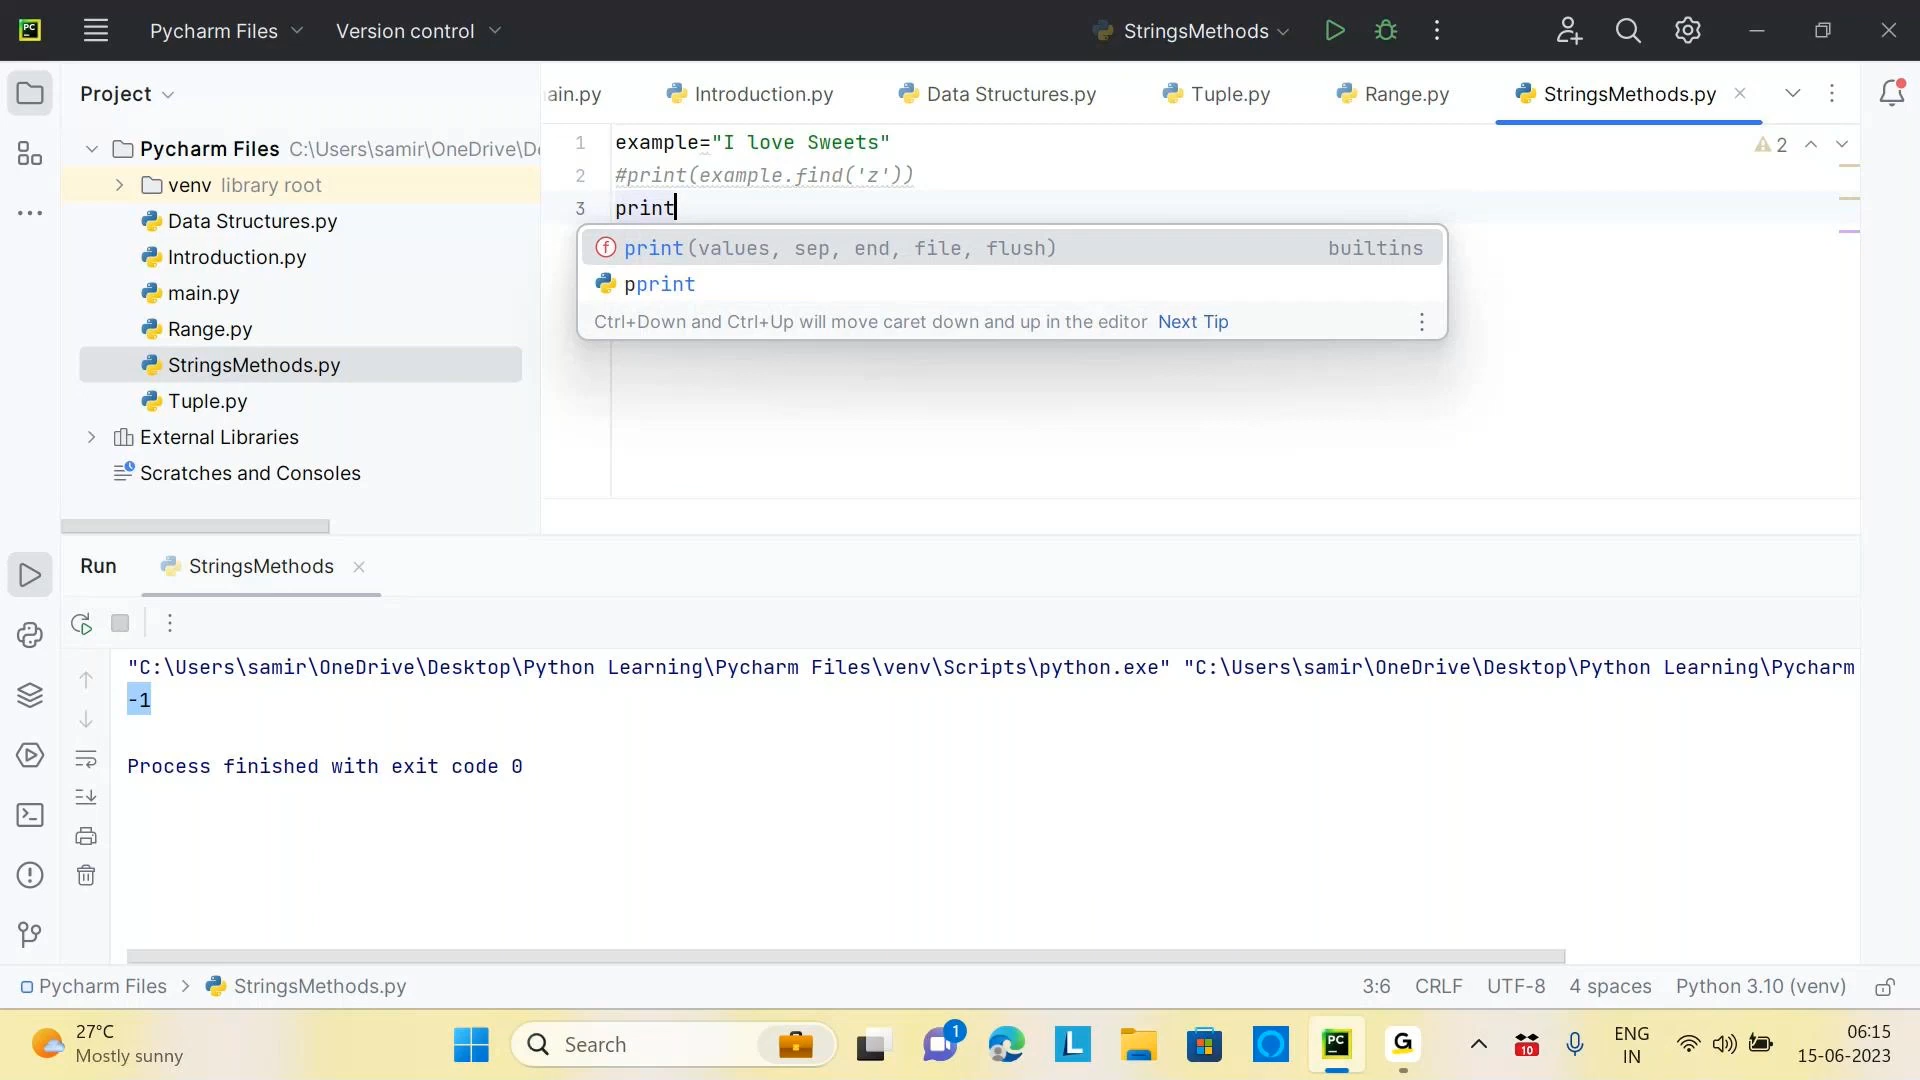 PC Pycharm Files Version control StringsMethods
Project
ain.py Introduction.py Data Structures.py Tuple.py Range.py StringsMethods.py
Pycharm Files C:\Users\samir\OneDrive\De
venv library root
Data Structures.py
Introduction.py
main.py
Range.py
StringsMethods.py
Tuple.py
External Libraries
Scratches and Consoles
1 example="I love Sweets"
2 #print(example.find('z'))
3 print
2
print(values, sep, end, file, flush) builtins
pprint
Ctrl+Down and Ctrl+Up will move caret down and up in the editor Next Tip
Run StringsMethods
"C:\Users\samir\OneDrive\Desktop\Python Learning\Pycharm Files\venv\Scripts\python.exe" "C:\Users\samir\OneDrive\Desktop\Python Learning\Pycharm
-1
Process finished with exit code 0
Pycharm Files > StringsMethods.py 3:6 CRLF UTF-8 4 spaces Python 3.10 (venv)
27°C
Mostly sunny
Search
1
L
PC
G
10
ENG
IN
06:15
15-06-2023